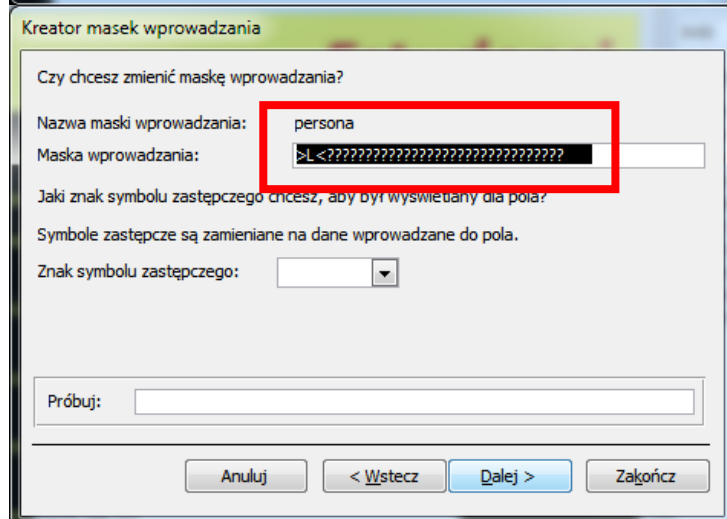 Kreator masek wprowadzania
Czy chcesz zmienić maskę wprowadzania?
Nazwa maski wprowadzania: persona
Maska wprowadzania: >L<???????????????????????????????
Jaki znak symbolu zastępczego chcesz, aby był wyświetlany dla pola?
Symbole zastępcze są zamieniane na dane wprowadzane do pola.
Znak symbolu zastępczego:
Próbuj:
Anuluj < Wstecz Dalej > Zakończ